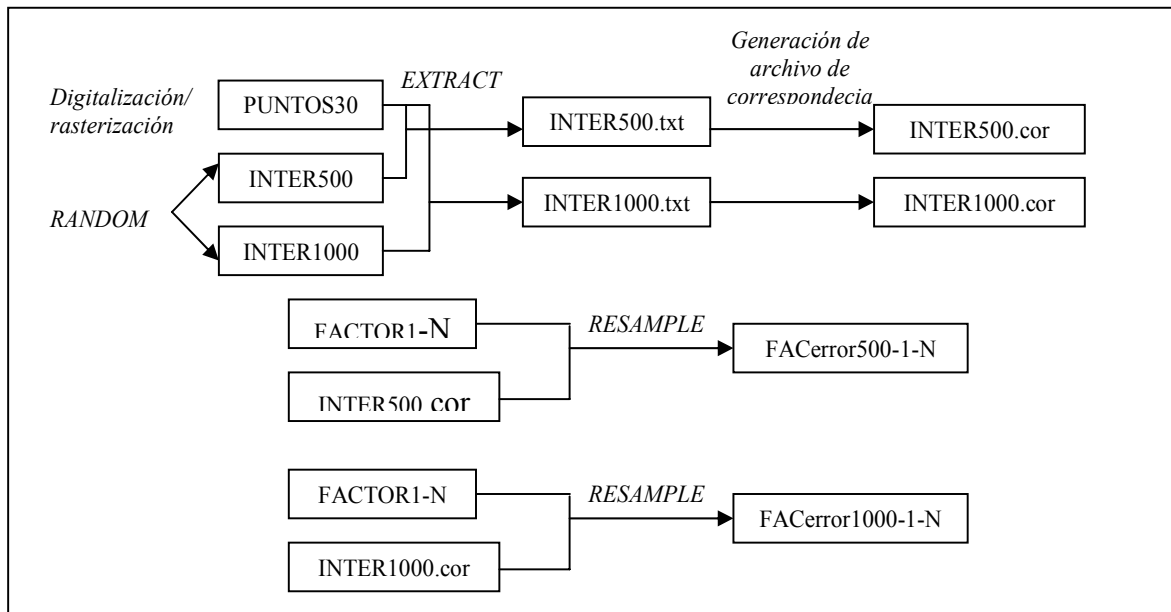 Generación de
archivo de
correspondecia
Digitalización/
rasterización
PUNTOS30
EXTRACT
INTER500.txt
INTER500.cor
INTER500
RANDOM
INTER1000.txt
INTER1000.cor
INTER1000
FACTOR1-N
RESAMPLE
FACerror500-1-N
INTER500.cor
FACTOR1-N
RESAMPLE
FACerror1000-1-N
INTER1000.cor